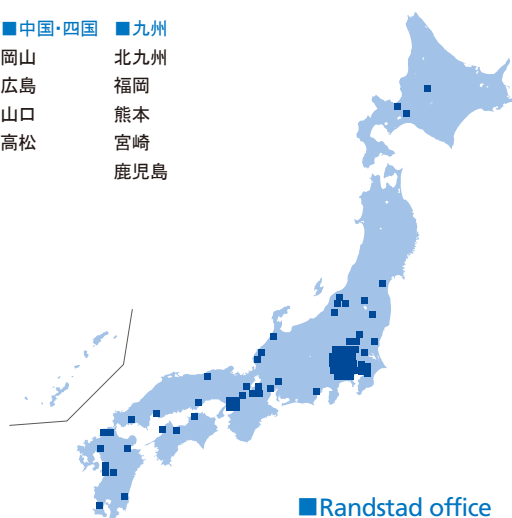 ■中国・四国
岡山
広島
山口
高松
■九州
北九州
福岡
熊本
宮崎
鹿児島
■Randstad office